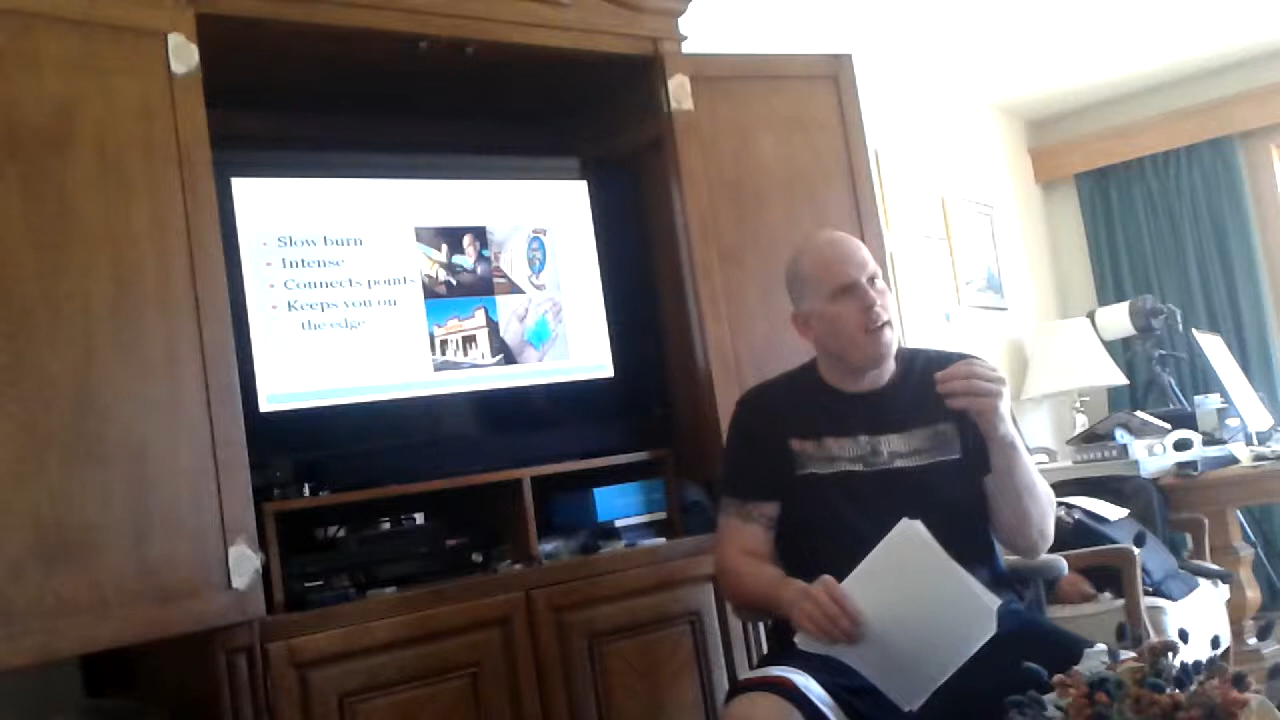 • Slow burn
• Intense
• Connects points
• Keeps you on
the edge